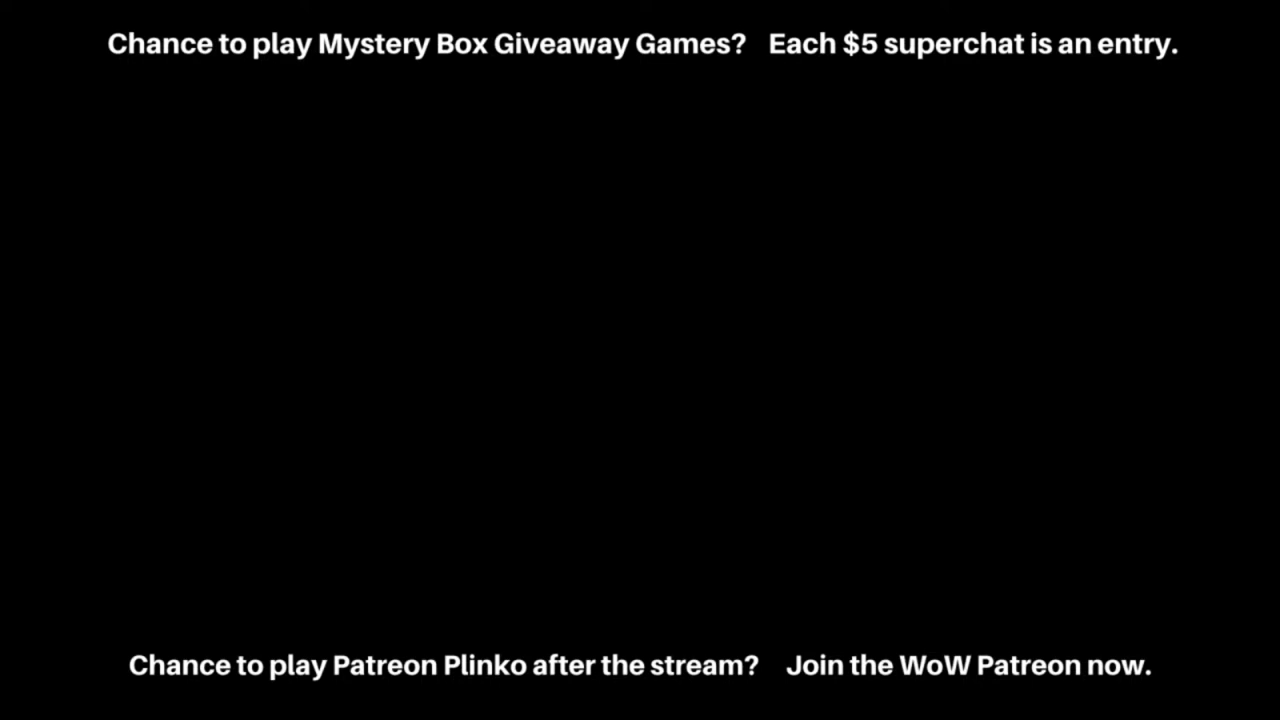 Chance to play Mystery Box Giveaway Games? Each $5 superchat is an entry.
Chance to play Patreon Plinko after the stream? Join the WoW Patreon now.